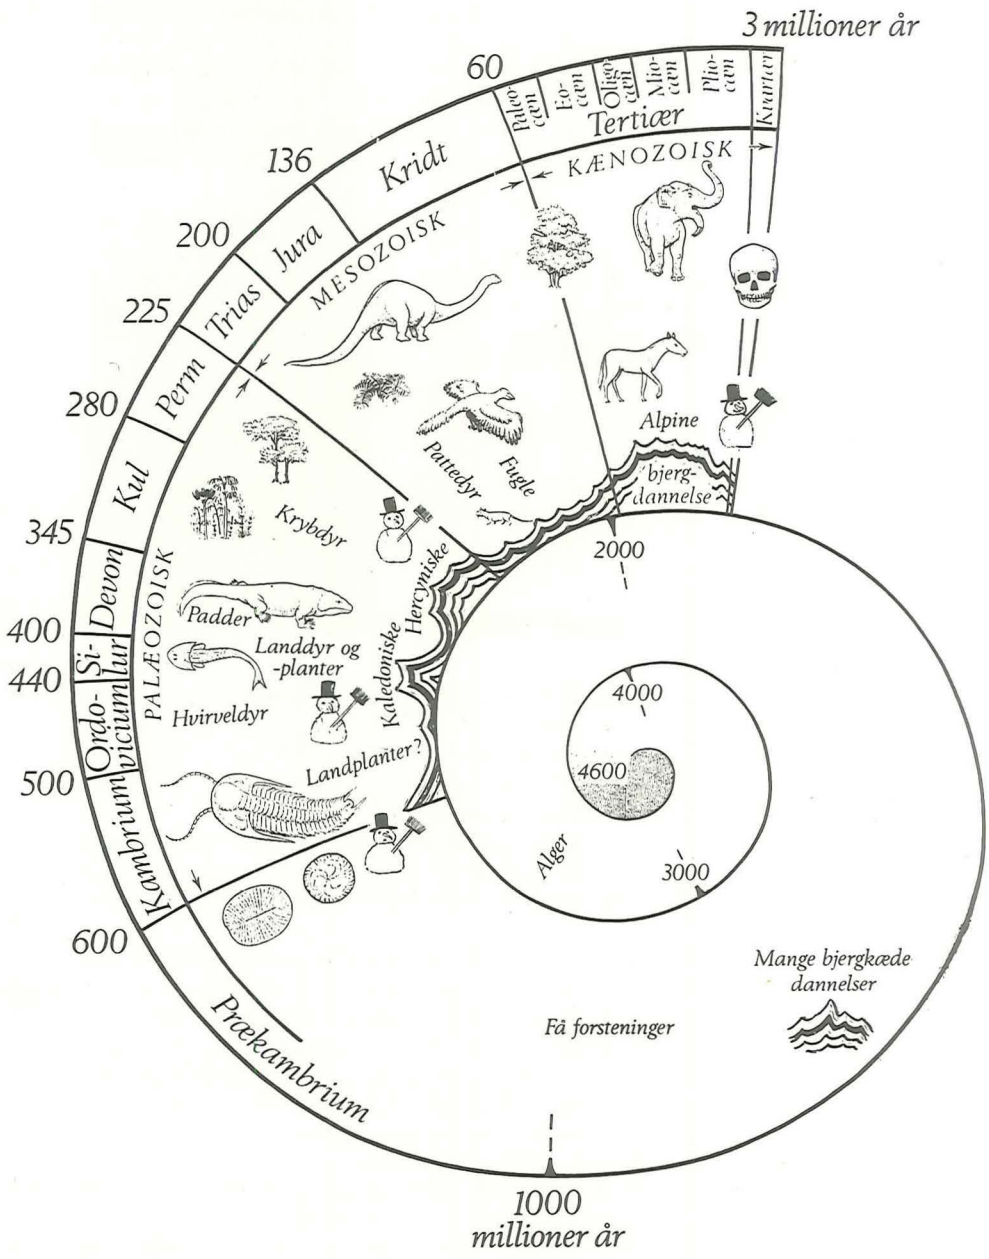 3 millioner år
60
Palæo-
cæn
Eo-
cæn
Oligo-
cæn
Mio-
cæn
Plio-
cæn
Kvartær
Tertiær
KÆNOZOISK
136
Kridt
200
Jura
MESOZOISK
225
Trias
280
Perm
345
Kul
Devon
400
Si-
lur
440
Ordo-
vicium
500
Kambrium
600
PALÆOZOISK
Prækambrium
Alpine
bjerg-
dannelse
Pattedyr
Fugle
Krybdyr
Hercyniske
Padder
Landdyr og
-planter
Kaledoniske
Hvirveldyr
Landplanter?
2000
4000
4600
Alger
3000
Mange bjergkæde
dannelser
Få forsteninger
1000
millioner år